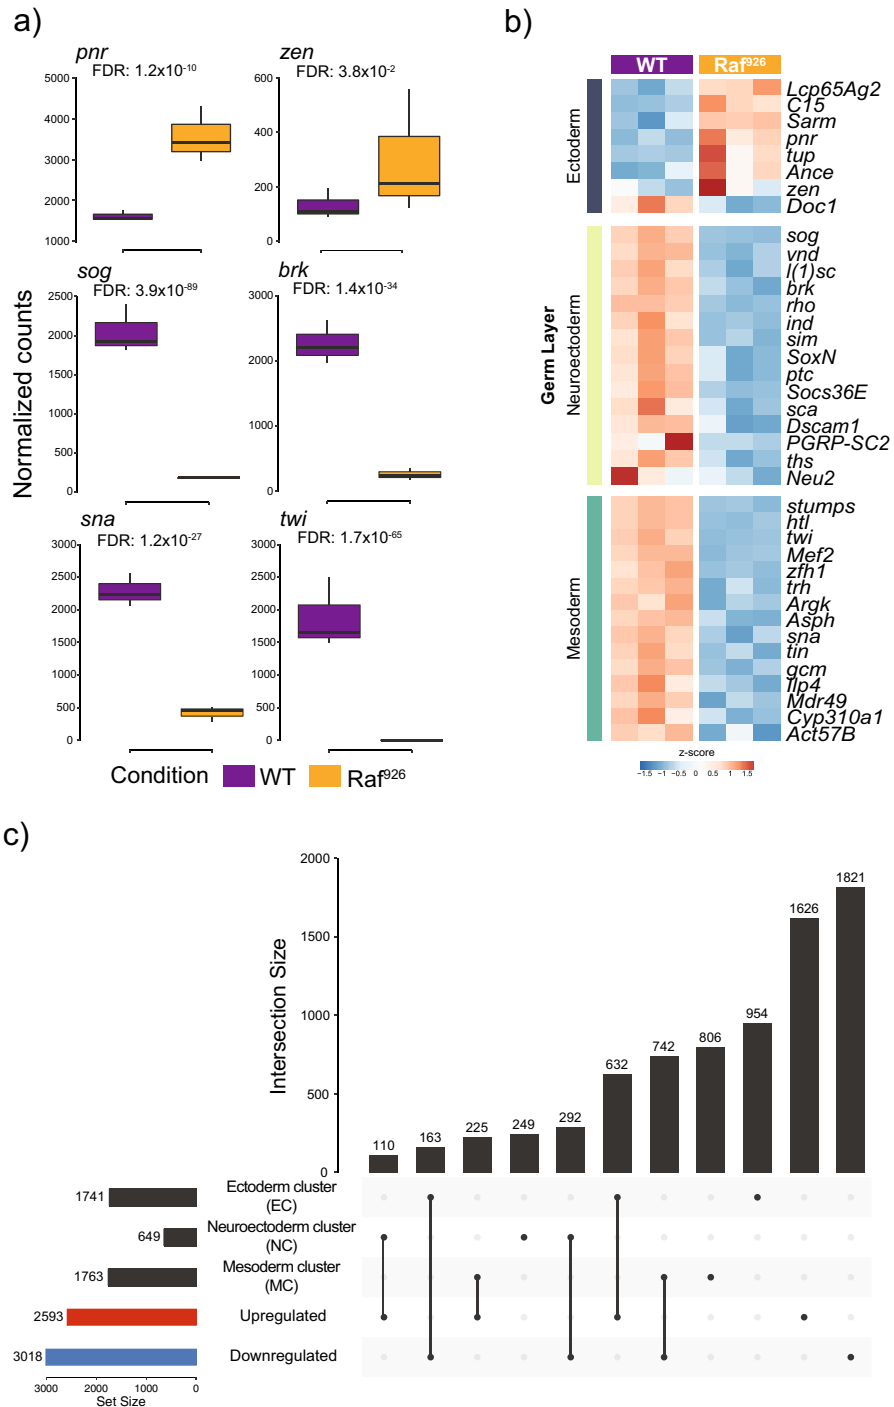 a)
pnr
FDR: 1.2x10⁻¹⁰
5000
4000
3000
2000
1000
zen
FDR: 3.8x10⁻²
600
400
200
0
sog
FDR: 3.9x10⁻⁸⁹
2500
2000
1500
1000
500
0
brk
FDR: 1.4x10⁻³⁴
3000
2000
1000
0
sna
FDR: 1.2x10⁻²⁷
3000
2500
2000
1500
1000
500
0
twi
FDR: 1.7x10⁻⁶⁵
3000
2500
2000
1500
1000
500
0
Normalized counts
Condition WT Raf⁹²⁶
b)
WT Raf⁹²⁶
Germ Layer
Ectoderm
Lcp65Ag2
C15
Sarm
pnr
tup
Ance
zen
Doc1
Neuroectoderm
sog
vnd
l(1)sc
brk
rho
ind
sim
SoxN
ptc
Socs36E
sca
Dscam1
PGRP-SC2
ths
Neu2
Mesoderm
stumps
htl
twi
Mef2
zfh1
trh
Argk
Asph
sna
tin
gcm
Ilp4
Mdr49
Cyp310a1
Act57B
z-score
−1.5 −1 −0.5 0 0.5 1 1.5
c)
Intersection Size
2000
1500
1000
500
0
110 163 225 249 292 632 742 806 954 1626 1821
1741 Ectoderm cluster
(EC)
649 Neuroectoderm cluster
(NC)
1763 Mesoderm cluster
(MC)
2593 Upregulated
3018 Downregulated
3000 2000 1000 0
Set Size